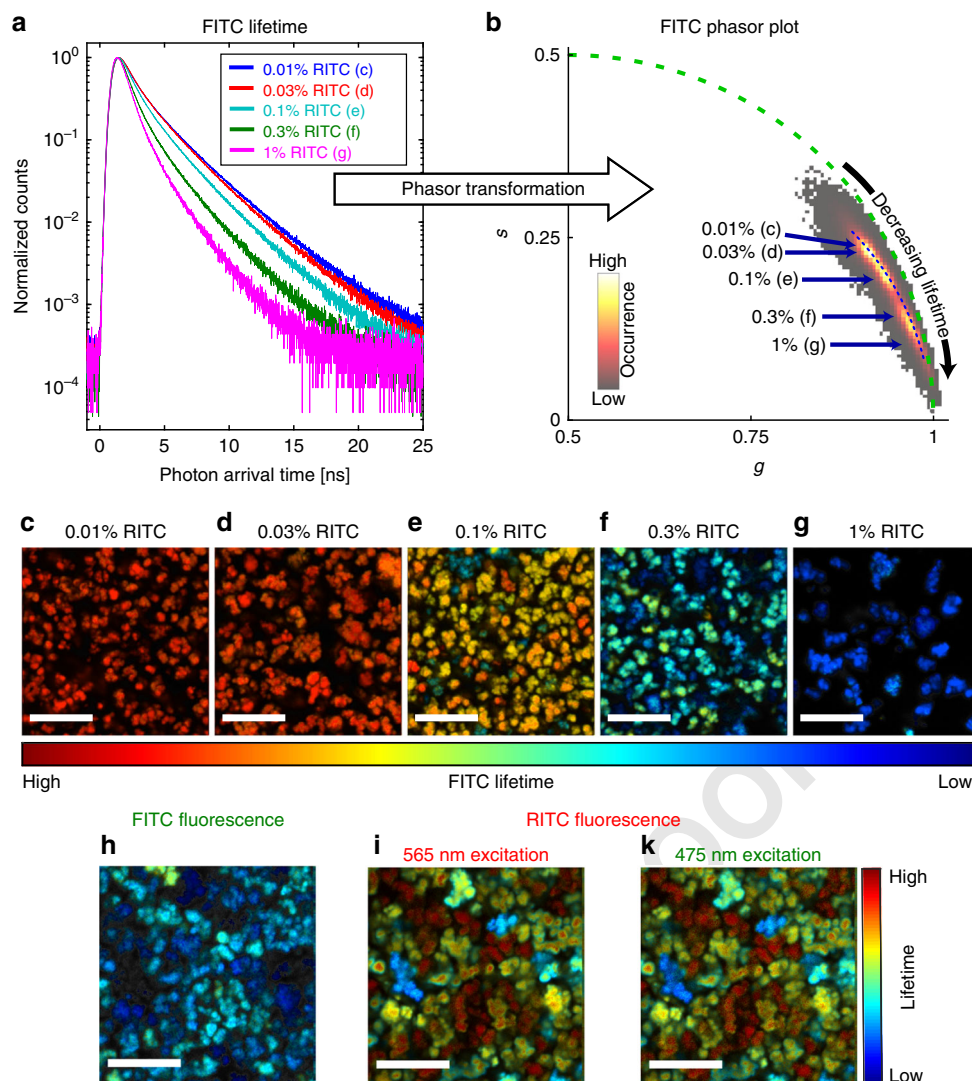 a
FITC lifetime
10⁰
10⁻¹
10⁻²
10⁻³
10⁻⁴
Normalized counts
0.01% RITC (c)
0.03% RITC (d)
0.1% RITC (e)
0.3% RITC (f)
1% RITC (g)
0
5
10
15
20
25
Photon arrival time [ns]
Phasor transformation
b
FITC phasor plot
0.5
0.25
0
s
0.01% (c)
0.03% (d)
0.1% (e)
0.3% (f)
1% (g)
Decreasing lifetime
High
Occurrence
Low
0.5
0.75
1
g
c
0.01% RITC
d
0.03% RITC
e
0.1% RITC
f
0.3% RITC
g
1% RITC
High
FITC lifetime
Low
FITC fluorescence
RITC fluorescence
h
i
565 nm excitation
k
475 nm excitation
High
Lifetime
Low